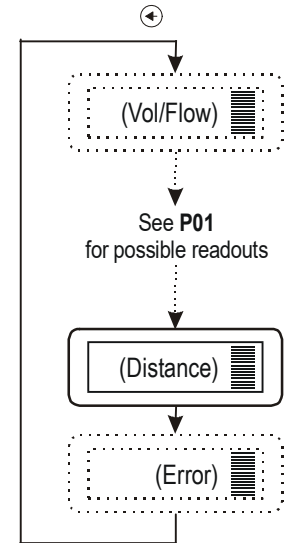 (Vol/Flow)
See P01
for possible readouts
(Distance)
(Error)